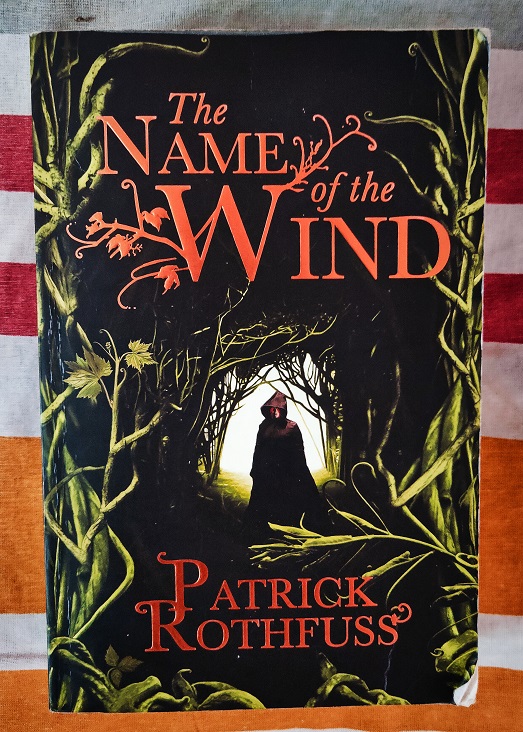 The
NAME
of the
WIND
PATRICK
ROTHFUSS